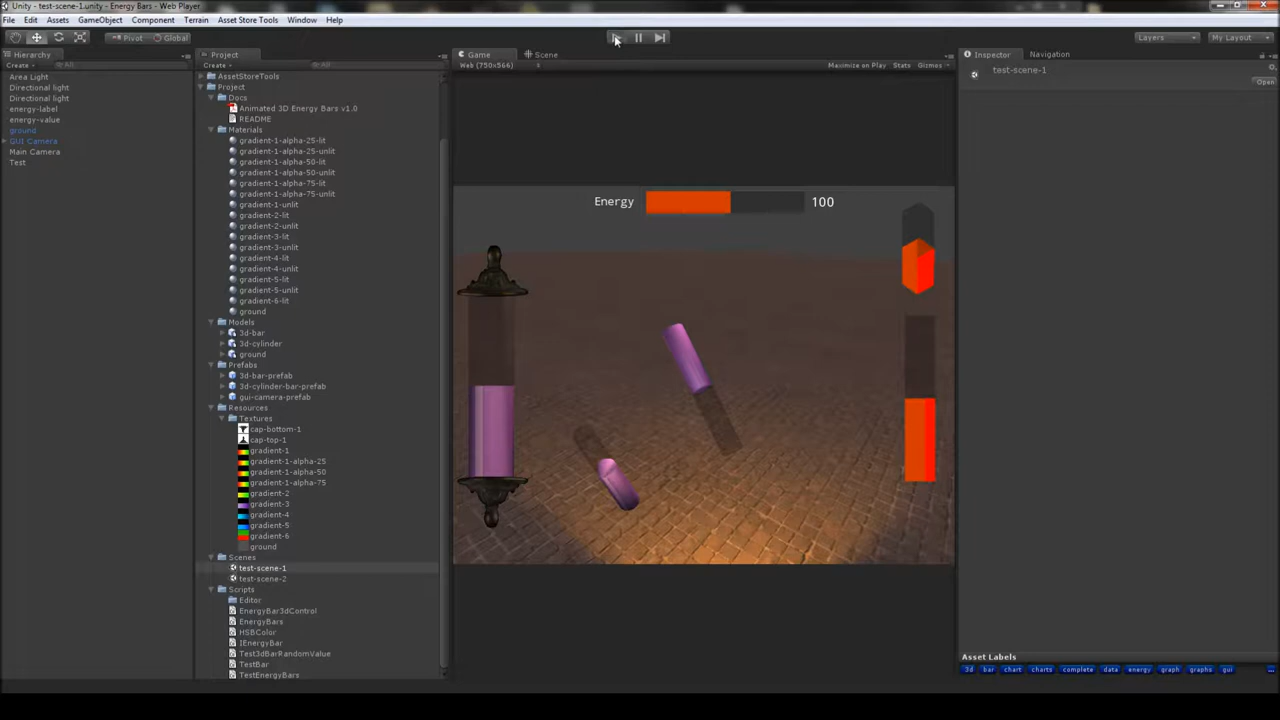 Unity - test-scene-1.unity - Energy Bars - Web Player
File Edit Assets GameObject Component Terrain Asset Store Tools Window Help
Pivot Global Layers My Layout
Hierarchy
Create All
Area Light
Directional light
Directional light
energy-label
energy-value
ground
GUI Camera
Main Camera
Test
Project
Create All
AssetStoreTools
Project
Docs
Animated 3D Energy Bars v1.0
README
Materials
gradient-1-alpha-25-lit
gradient-1-alpha-25-unlit
gradient-1-alpha-50-lit
gradient-1-alpha-50-unlit
gradient-1-alpha-75-lit
gradient-1-alpha-75-unlit
gradient-1-unlit
gradient-2-lit
gradient-2-unlit
gradient-3-lit
gradient-3-unlit
gradient-4-lit
gradient-4-unlit
gradient-5-lit
gradient-5-unlit
gradient-6-lit
ground
Models
3d-bar
3d-cylinder
ground
Prefabs
3d-bar-prefab
3d-cylinder-bar-prefab
gui-camera-prefab
Resources
Textures
cap-bottom-1
cap-top-1
gradient-1
gradient-1-alpha-25
gradient-1-alpha-50
gradient-1-alpha-75
gradient-2
gradient-3
gradient-4
gradient-5
gradient-6
ground
Scenes
test-scene-1
test-scene-2
Scripts
Editor
EnergyBar3dControl
EnergyBars
HSBColor
IEnergyBar
Test3dBarRandomValue
TestBar
TestEnergyBars
Game Scene
Web (750x566) Maximize on Play Stats Gizmos
Energy 100
Inspector Navigation
test-scene-1
Open
Asset Labels
3d bar chart charts complete data energy graph graphs gui ...